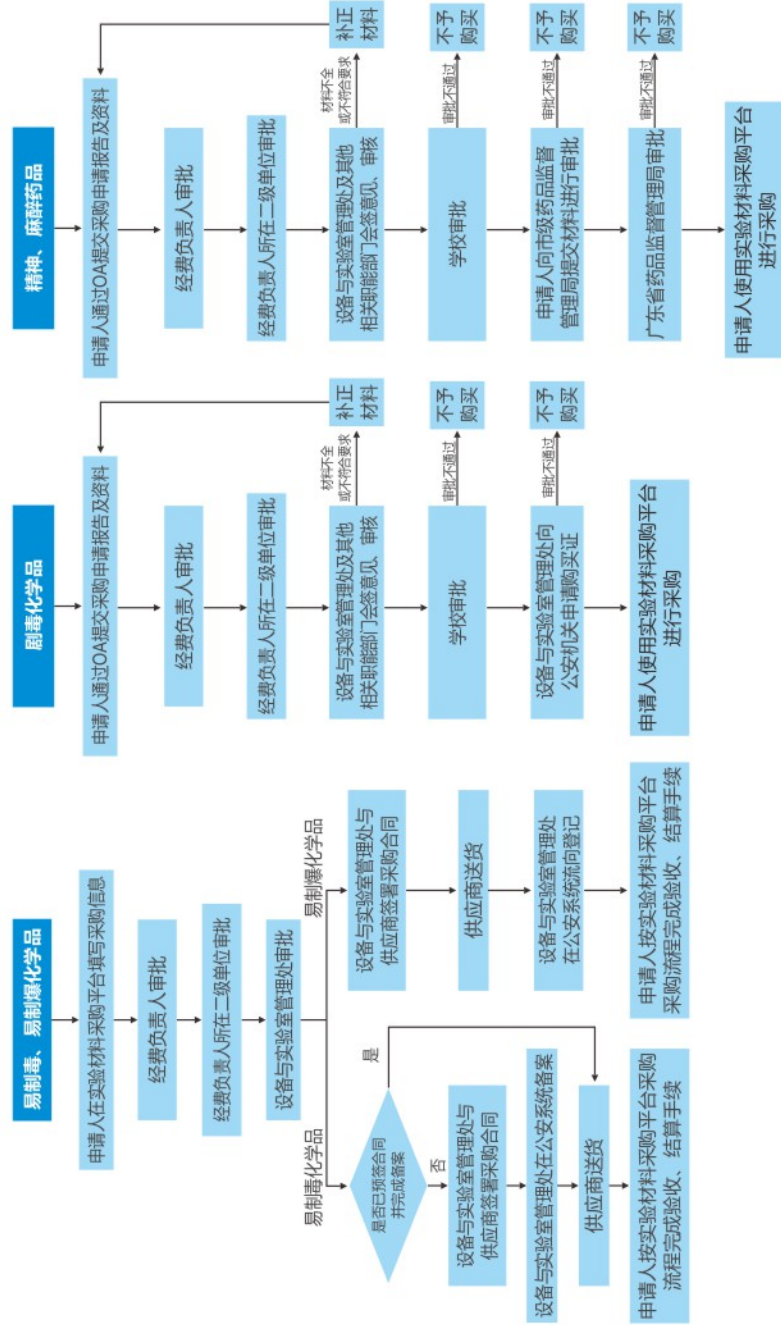 易制毒、易制爆化学品
申请人在实验材料采购平台填写采购信息
经费负责人审批
经费负责人所在二级单位审批
设备与实验室管理处审批
易制毒化学品
是否已预签合同
并完成备案
是
否
设备与实验室管理处与
供应商签署采购合同
设备与实验室管理处在公安系统备案
供应商送货
申请人按实验材料采购平台采购
流程完成验收、结算手续
易制爆化学品
设备与实验室管理处与
供应商签署采购合同
供应商送货
设备与实验室管理处
在公安系统流向登记
申请人按实验材料采购平台
采购流程完成验收、结算手续
剧毒化学品
申请人通过OA提交采购申请报告及资料
经费负责人审批
经费负责人所在二级单位审批
设备与实验室管理处及其他
相关职能部门会签意见、审核
材料不全
或不符合要求
补正
材料
学校审批
审批不通过
不予
购买
设备与实验室管理处向
公安机关申请购买证
审批不通过
不予
购买
申请人使用实验材料采购平台
进行采购
精神、麻醉药品
申请人通过OA提交采购申请报告及资料
经费负责人审批
经费负责人所在二级单位审批
设备与实验室管理处及其他
相关职能部门会签意见、审核
材料不全
或不符合要求
补正
材料
学校审批
审批不通过
不予
购买
申请人向市级药品监督
管理局提交材料进行审批
审批不通过
不予
购买
广东省药品监督管理局审批
审批不通过
不予
购买
申请人使用实验材料采购平台
进行采购